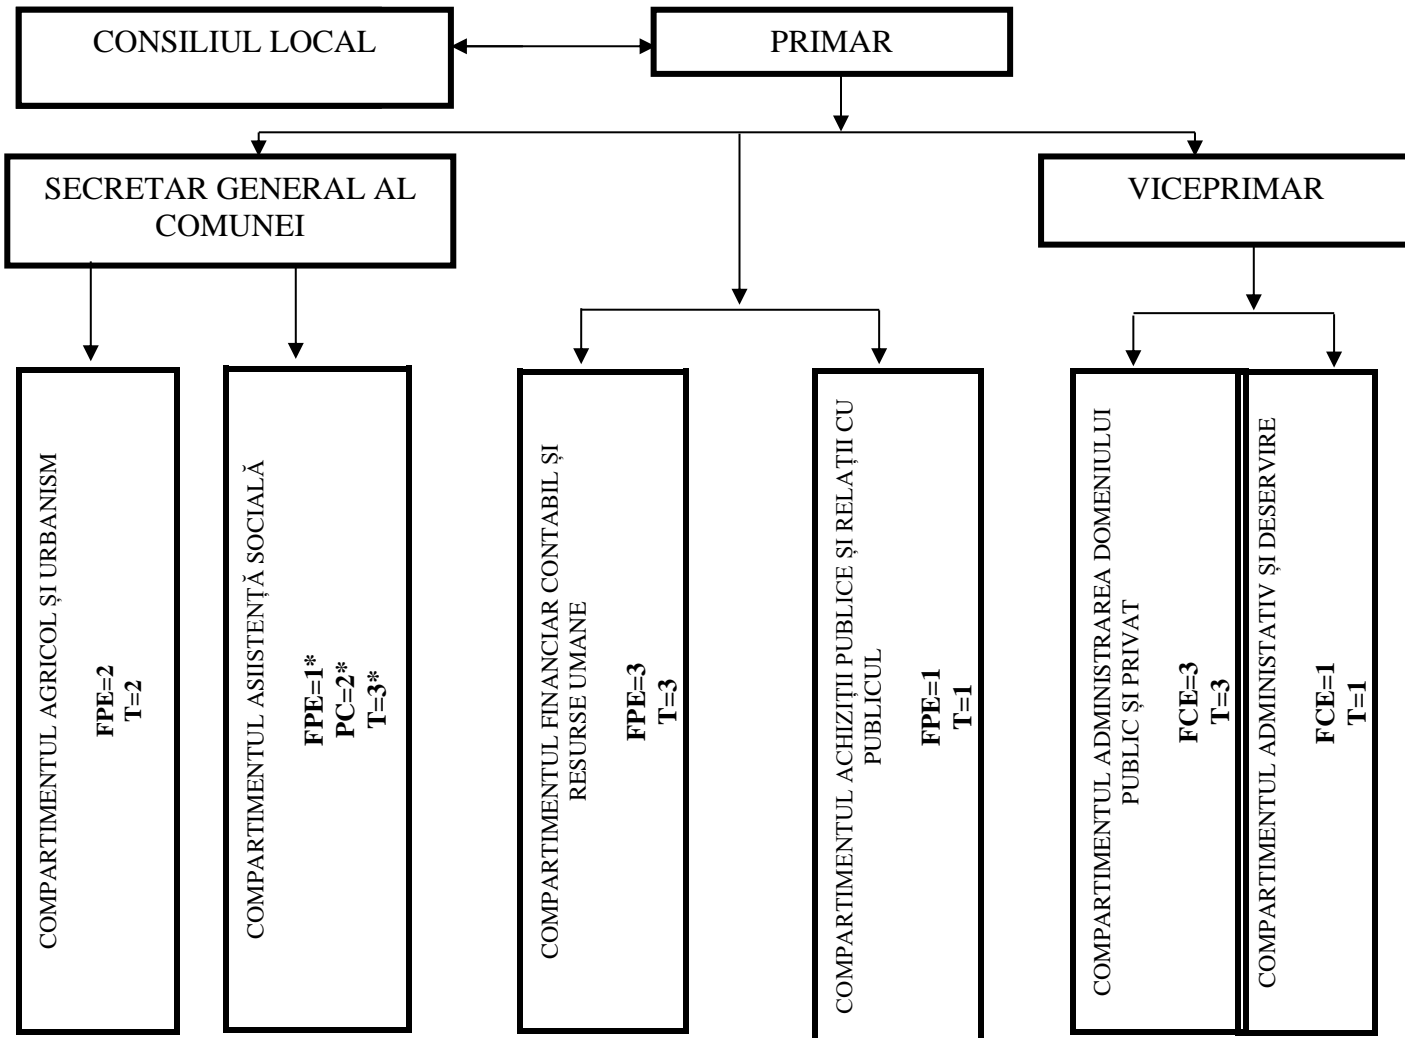 CONSILIUL LOCAL
PRIMAR
SECRETAR GENERAL AL
COMUNEI
VICEPRIMAR
COMPARTIMENTUL AGRICOL ȘI URBANISM
FPE=2
T=2
COMPARTIMENTUL ASIISTENȚĂ SOCIALĂ
FPE=1*
PC=2*
T=3*
COMPARTIMENTUL FINANCIAR CONTABIL ȘI
RESURSE UMANE
FPE=3
T=3
COMPARTIMENTUL ACHIZIȚII PUBLICE ȘI RELAȚII CU
PUBLICUL
FPE=1
T=1
COMPARTIMENTUL ADMINISTRAREA DOMENIULUI
PUBLIC ȘI PRIVAT
FCE=3
T=3
COMPARTIMENTUL ADMINISTATIV ȘI DESERVIRE
FCE=1
T=1